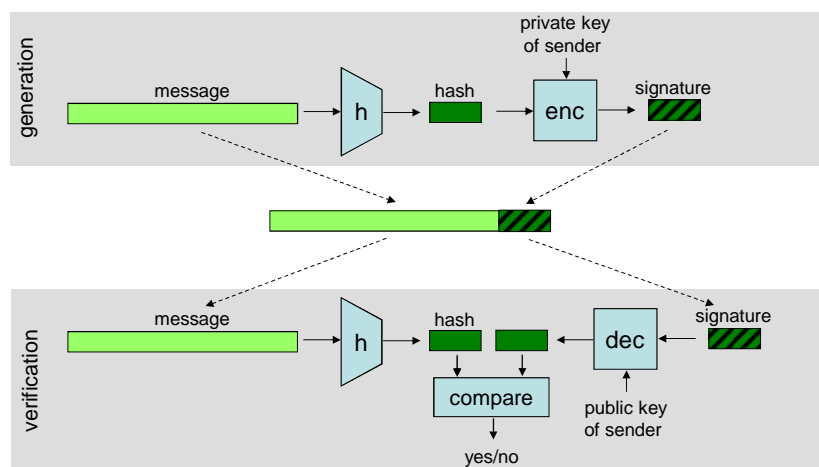 generation
private key
of sender
message
h
hash
enc
signature
verification
message
h
hash
dec
signature
compare
public key
of sender
yes/no